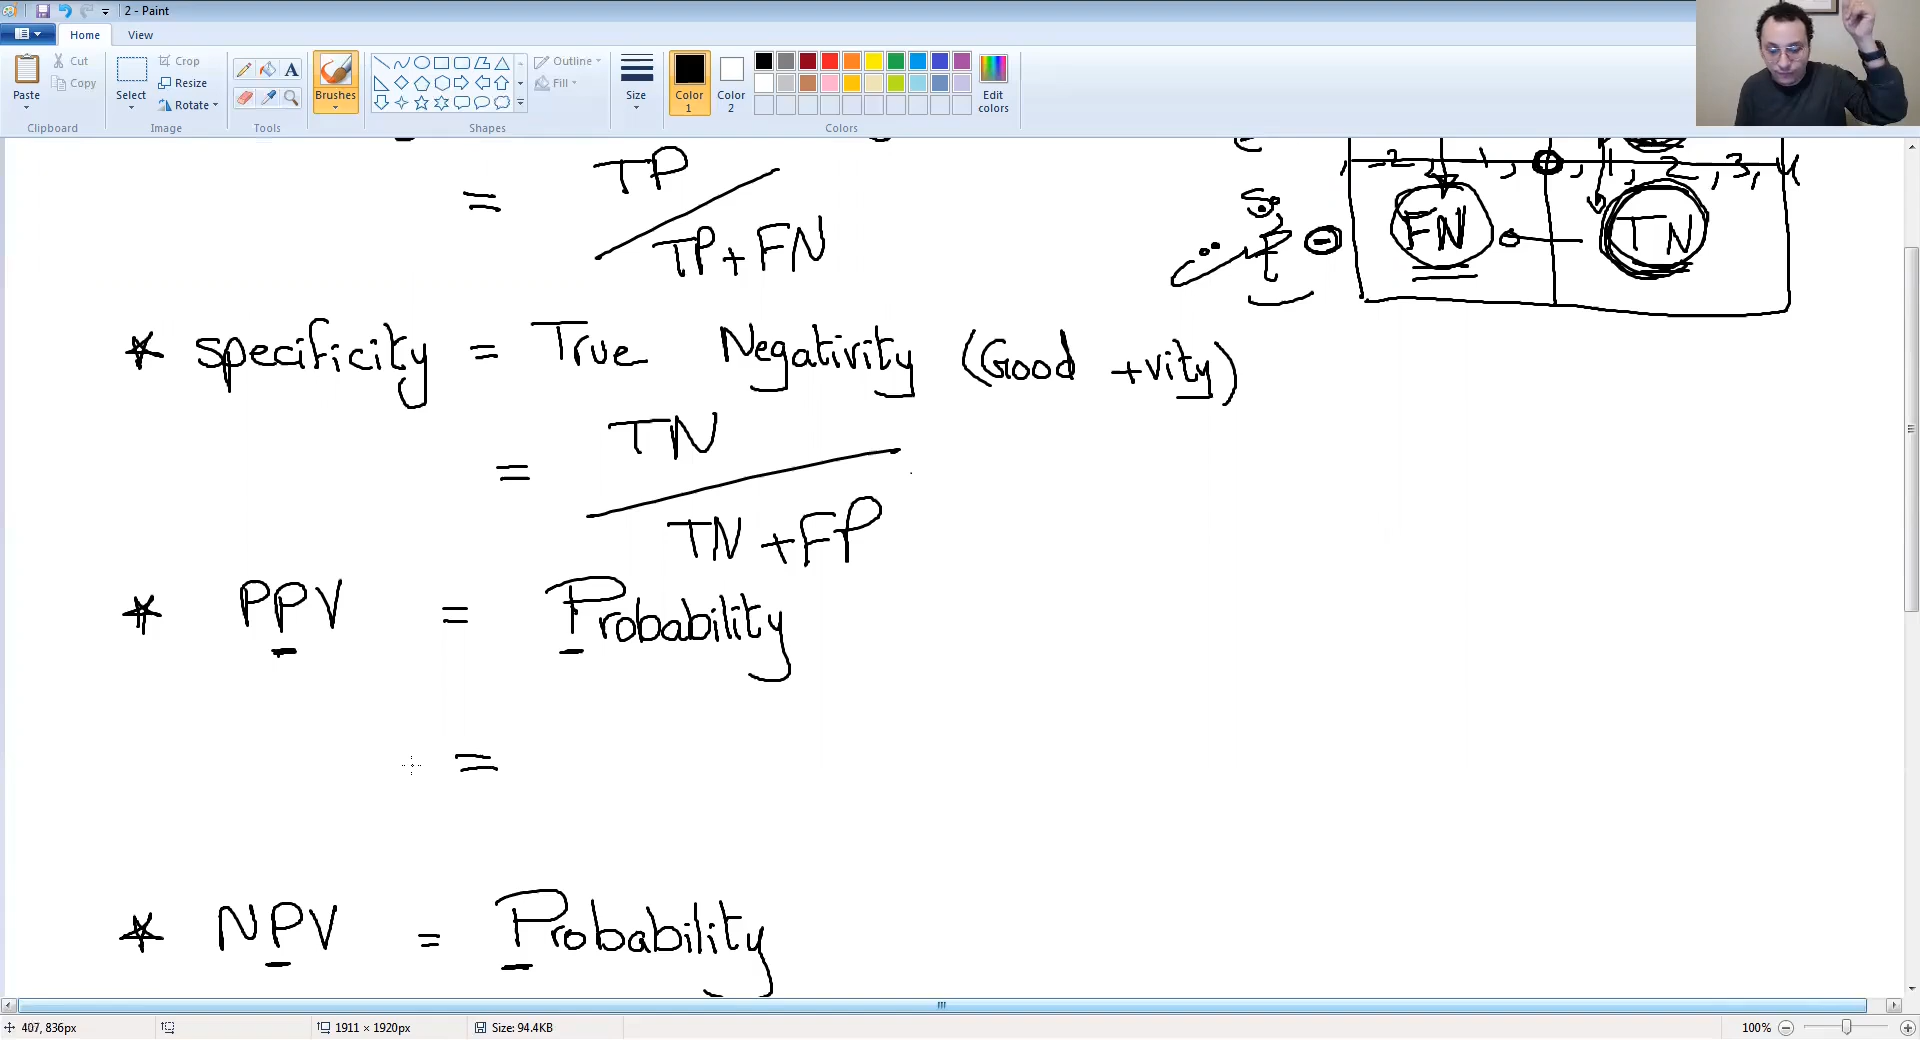 2 - Paint
Home View
Paste Cut Copy Clipboard
Select Crop Resize Rotate Image
Tools
Brushes
Outline Fill Shapes
Size
Color 1 Color 2 Edit colors Colors
= TP
TP + FN
FN TN
* Specificity = True Negativity (Good +vity)
= TN
TN + FP
* PPV = Probability
=
* NPV = Probability
407, 836px 1911 × 1920px Size: 94.4KB 100%